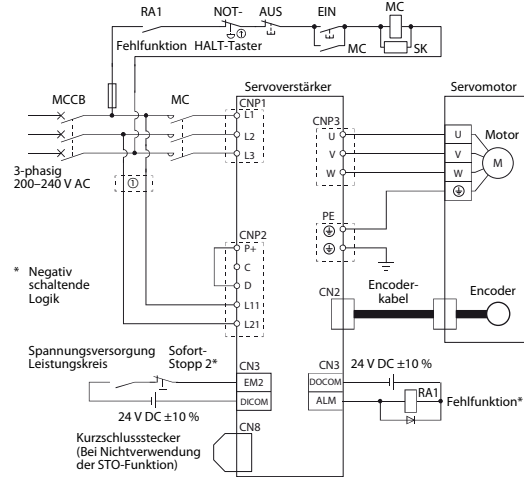 RA1
NOT-
AUS
EIN
MC
①
Fehlfunktion
HALT-Taster
MC
SK
Servoverstärker
Servomotor
MCCB
MC
CNP1
L1
L2
L3
CNP3
U
V
W
U
V
W
Motor
M
3-phasig
200–240 V AC
①
PE
CNP2
P+
C
D
L11
L21
* Negativ
schaltende
Logik
CN2
Encoder-
kabel
Encoder
Spannungsversorgung
Leistungskreis
Sofort-
Stopp 2*
CN3
EM2
DICOM
24 V DC ±10 %
CN3
DOCOM
ALM
24 V DC ±10 %
RA1
Fehlfunktion*
CN8
Kurzschlussstecker
(Bei Nichtverwendung
der STO-Funktion)